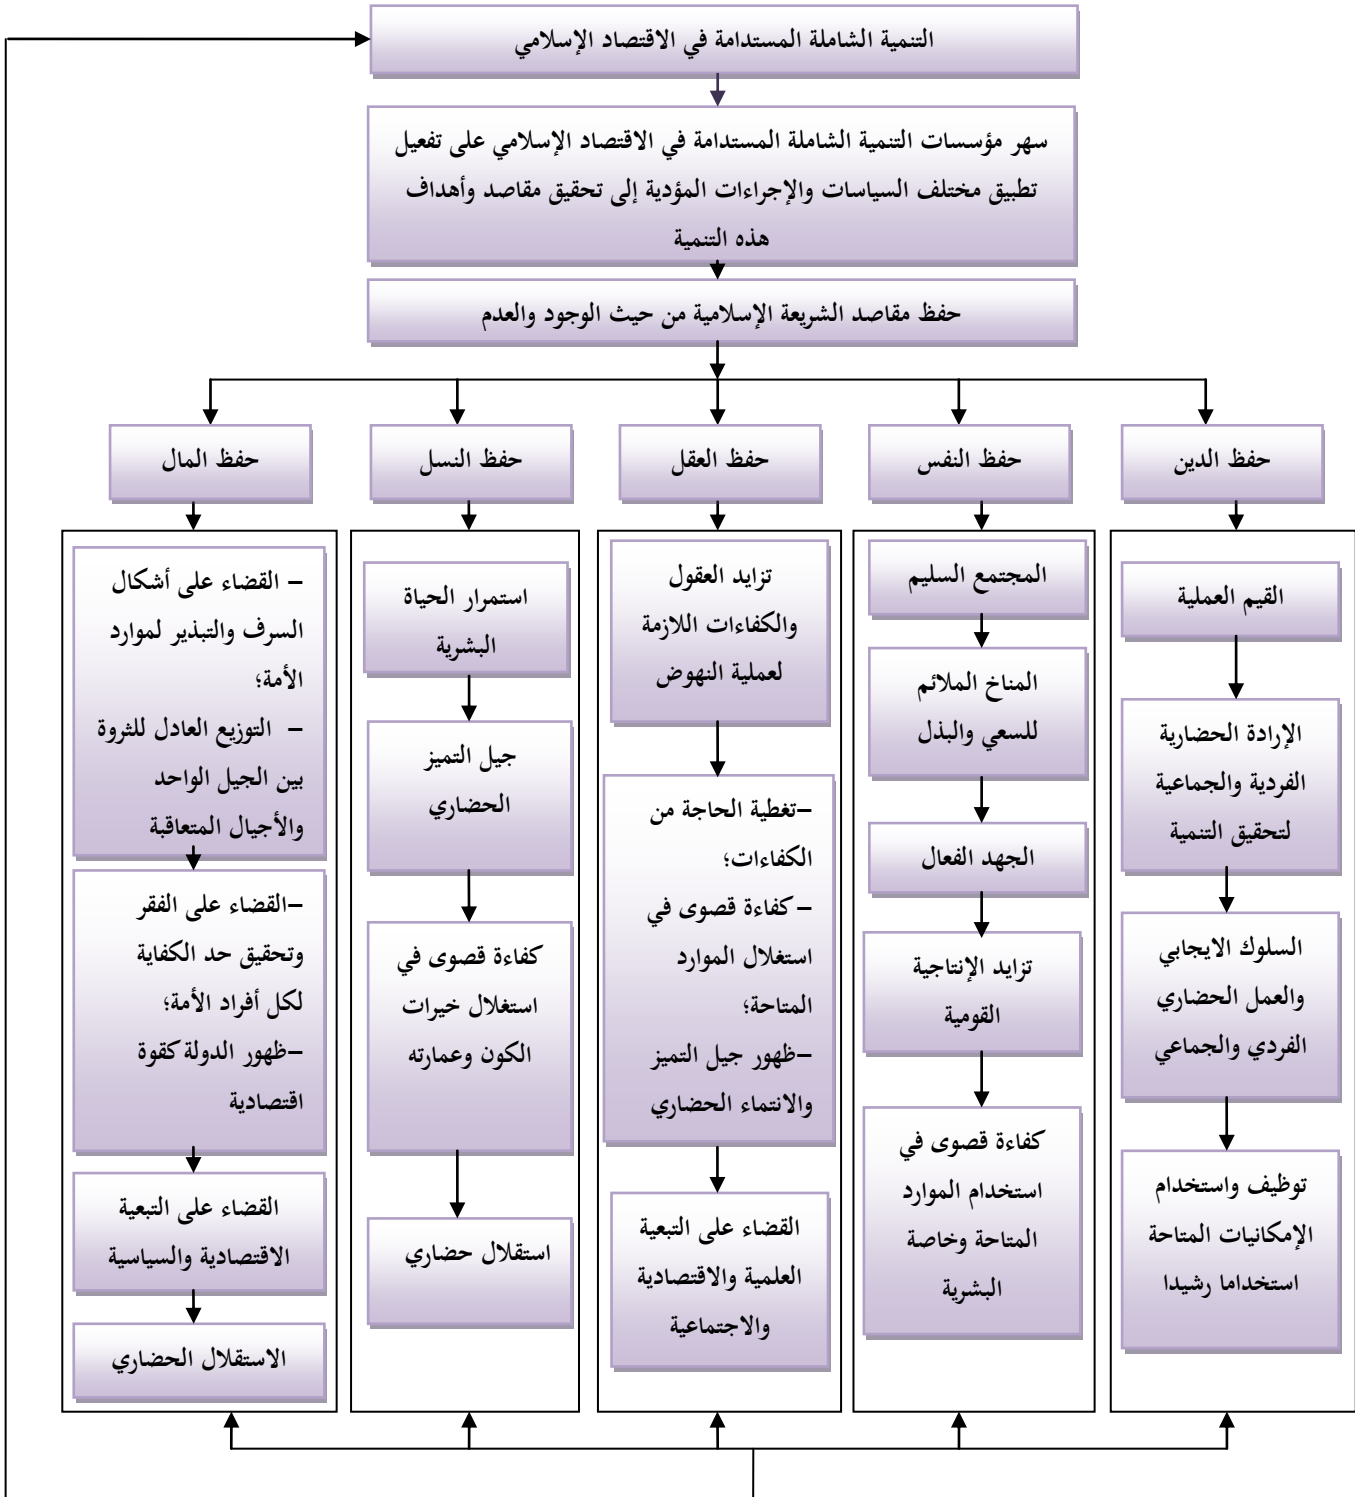 التنمية الشاملة المستدامة في الاقتصاد الإسلامي
سهر مؤسسات التنمية الشاملة المستدامة في الاقتصاد الإسلامي على تفعيل
تطبيق مختلف السياسات والإجراءات المؤدية إلى تحقيق مقاصد وأهداف
هذه التنمية
حفظ مقاصد الشريعة الإسلامية من حيث الوجود والعدم
حفظ الدين
القيم العملية
الإرادة الحضارية
الفردية والجماعية
لتحقيق التنمية
السلوك الايجابي
والعمل الحضاري
الفردي والجماعي
توظيف واستخدام
الإمكانيات المتاحة
استخداما رشيدا
حفظ النفس
المجتمع السليم
المناخ الملائم
للسعي والبذل
الجهد الفعال
تزايد الإنتاجية
القومية
كفاءة قصوى في
استخدام الموارد
المتاحة وخاصة
البشرية
حفظ العقل
تزايد العقول
والكفاءات اللازمة
لعملية النهوض
–تغطية الحاجة من
الكفاءات؛
–كفاءة قصوى في
استغلال الموارد
المتاحة؛
–ظهور جيل التميز
والانتماء الحضاري
القضاء على التبعية
العلمية والاقتصادية
والاجتماعية
حفظ النسل
استمرار الحياة
البشرية
جيل التميز
الحضاري
كفاءة قصوى في
استغلال خيرات
الكون وعمارته
استقلال حضاري
حفظ المال
– القضاء على أشكال
السرف والتبذير لموارد
الأمة؛
– التوزيع العادل للثروة
بين الجيل الواحد
والأجيال المتعاقبة
–القضاء على الفقر
وتحقيق حد الكفاية
لكل أفراد الأمة؛
–ظهور الدولة كقوة
اقتصادية
القضاء على التبعية
الاقتصادية والسياسية
الاستقلال الحضاري